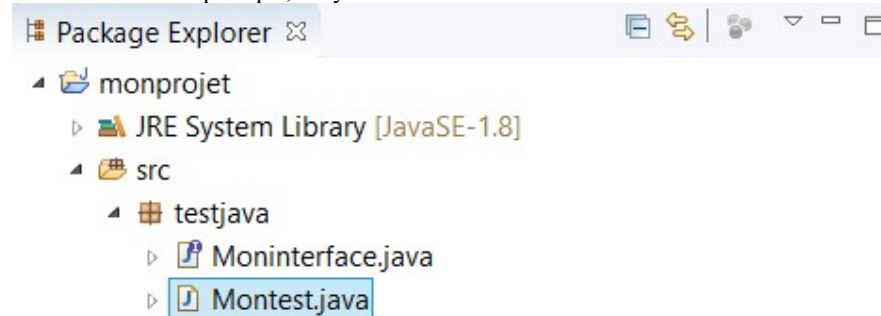 Package Explorer
monprojet
JRE System Library [JavaSE-1.8]
src
testjava
Moninterface.java
Montest.java